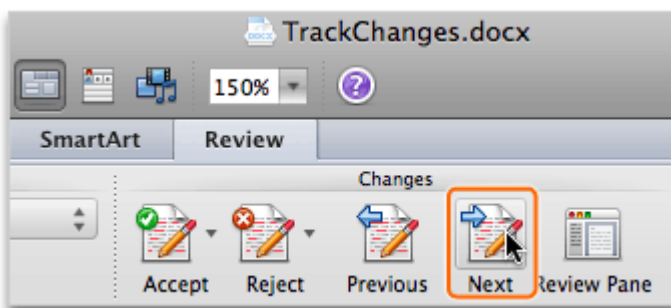 TrackChanges.docx
150%
SmartArt Review
Changes
Accept Reject Previous Next Review Pane